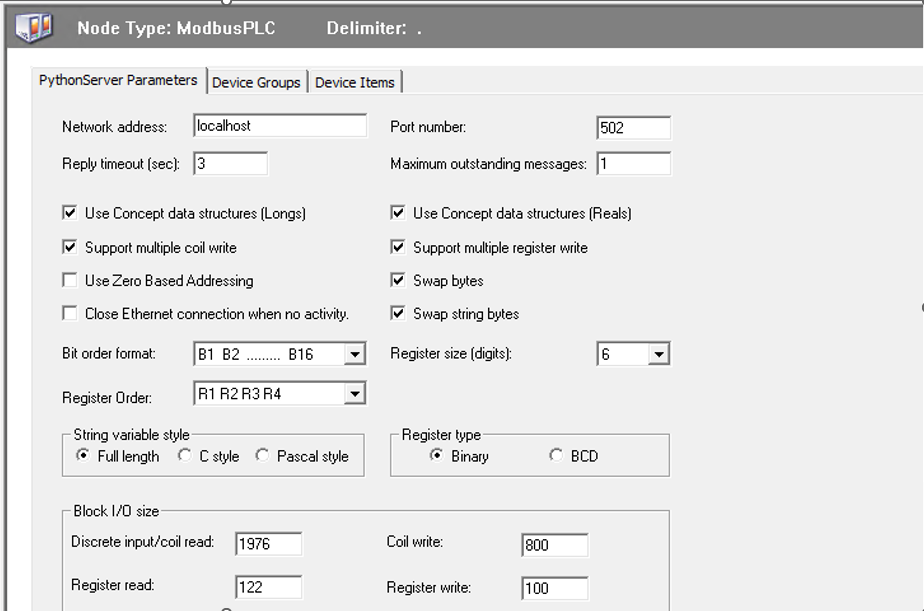 Node Type: ModbusPLC Delimiter: .
PythonServer Parameters Device Groups Device Items
Network address: localhost Port number: 502
Reply timeout (sec): 3 Maximum outstanding messages: 1
Use Concept data structures (Longs) Use Concept data structures (Reals)
Support multiple coil write Support multiple register write
Use Zero Based Addressing Swap bytes
Close Ethernet connection when no activity. Swap string bytes
Bit order format: B1 B2 ......... B16 Register size (digits): 6
Register Order: R1 R2 R3 R4
String variable style Register type
Full length C style Pascal style Binary BCD
Block I/O size
Discrete input/coil read: 1976 Coil write: 800
Register read: 122 Register write: 100